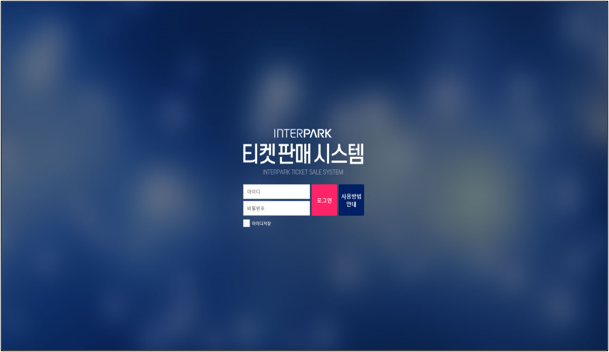 INTERPARK
티켓 판매 시스템
INTERPARK TICKET SALE SYSTEM
아이디
비밀번호
로그인
사용방법
안내
아이디저장